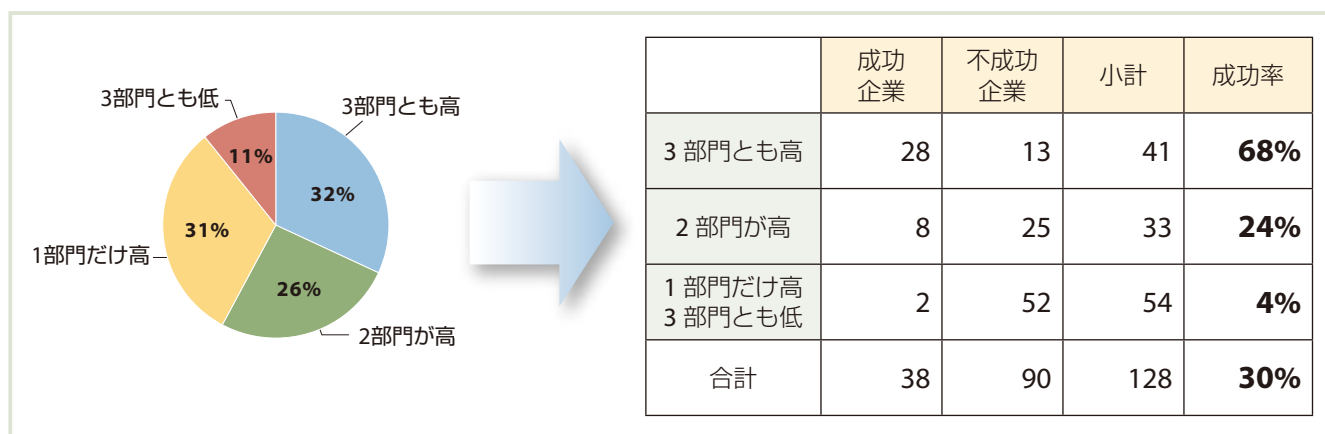 3部門とも低
3部門とも高
11%
32%
31%
1部門だけ高
26%
2部門が高
成功
企業
不成功
企業
小計
成功率
3 部門とも高
28
13
41
68%
2 部門が高
8
25
33
24%
1 部門だけ高
3 部門とも低
2
52
54
4%
合計
38
90
128
30%